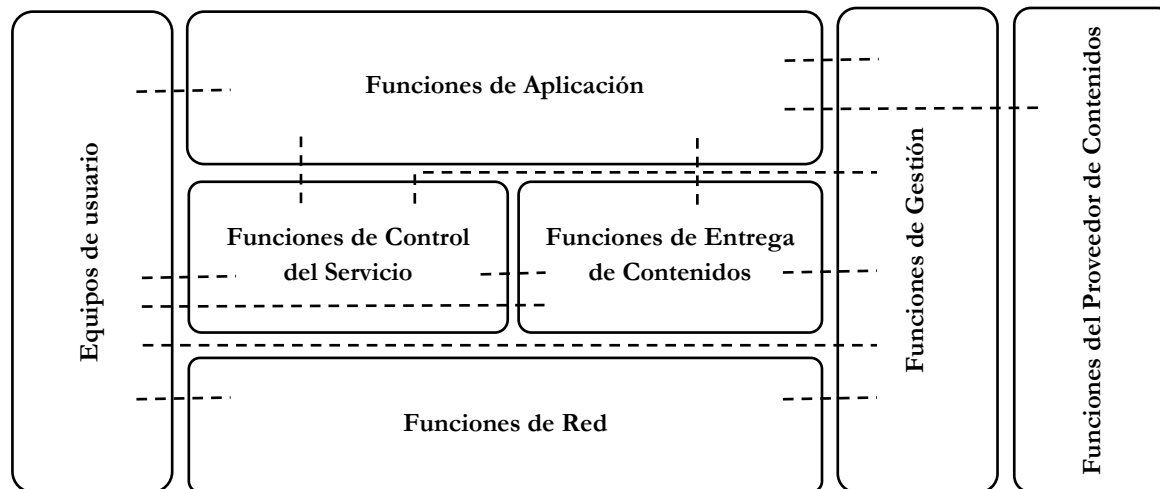 Equipos de usuario
Funciones de Aplicación
Funciones de Control
del Servicio
Funciones de Entrega
de Contenidos
Funciones de Red
Funciones de Gestión
Funciones del Proveedor de Contenidos